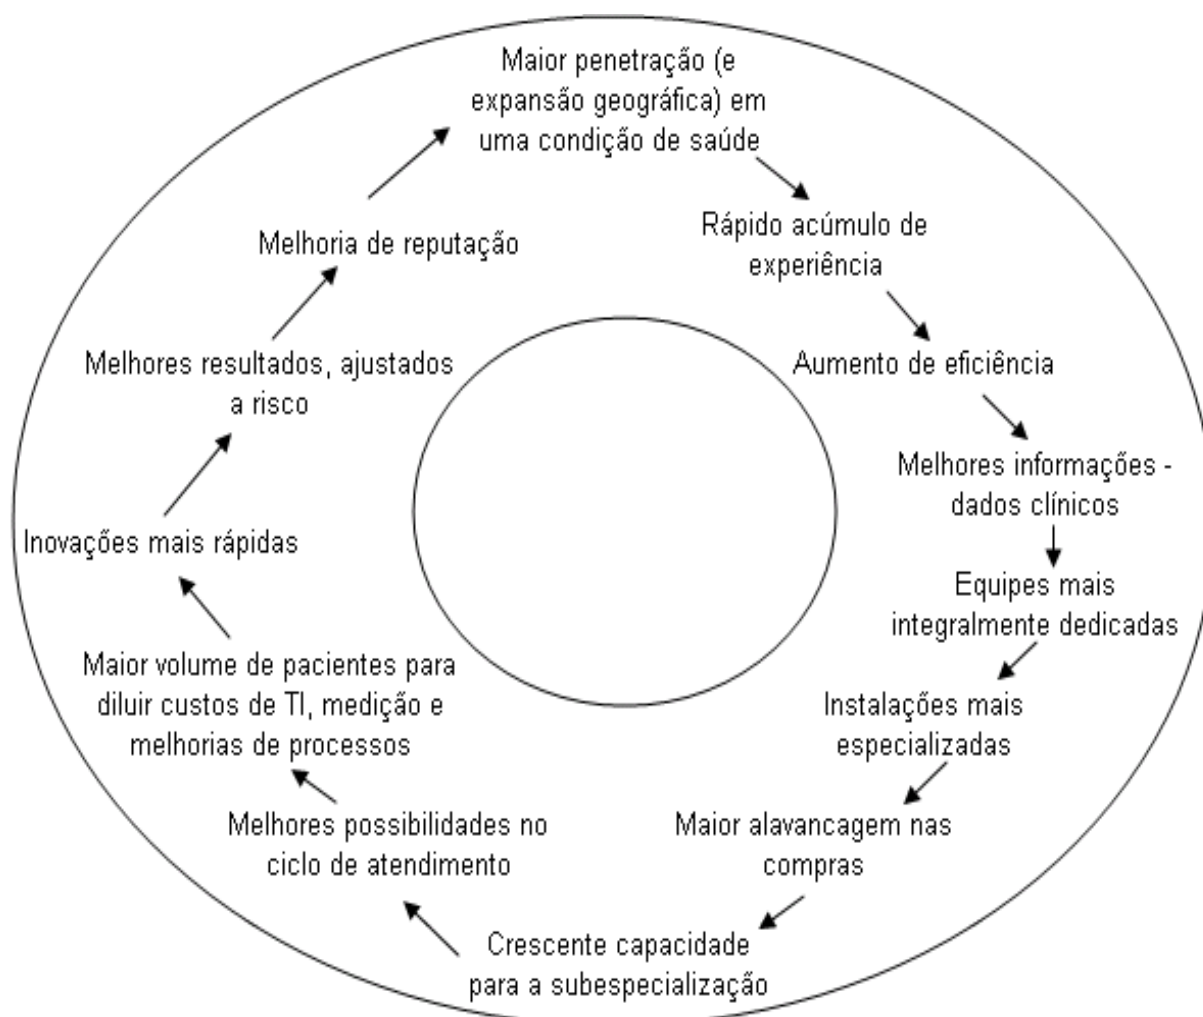 Maior penetração (e
expansão geográfica) em
uma condição de saúde
Rápido acúmulo de
experiência
Aumento de eficiência
Melhores informações -
dados clínicos
Equipes mais
integralmente dedicadas
Instalações mais
especializadas
Maior alavancagem nas
compras
Crescente capacidade
para a subespecialização
Melhores possibilidades no
ciclo de atendimento
Maior volume de pacientes para
diluir custos de TI, medição e
melhorias de processos
Inovações mais rápidas
Melhores resultados, ajustados
a risco
Melhoria de reputação